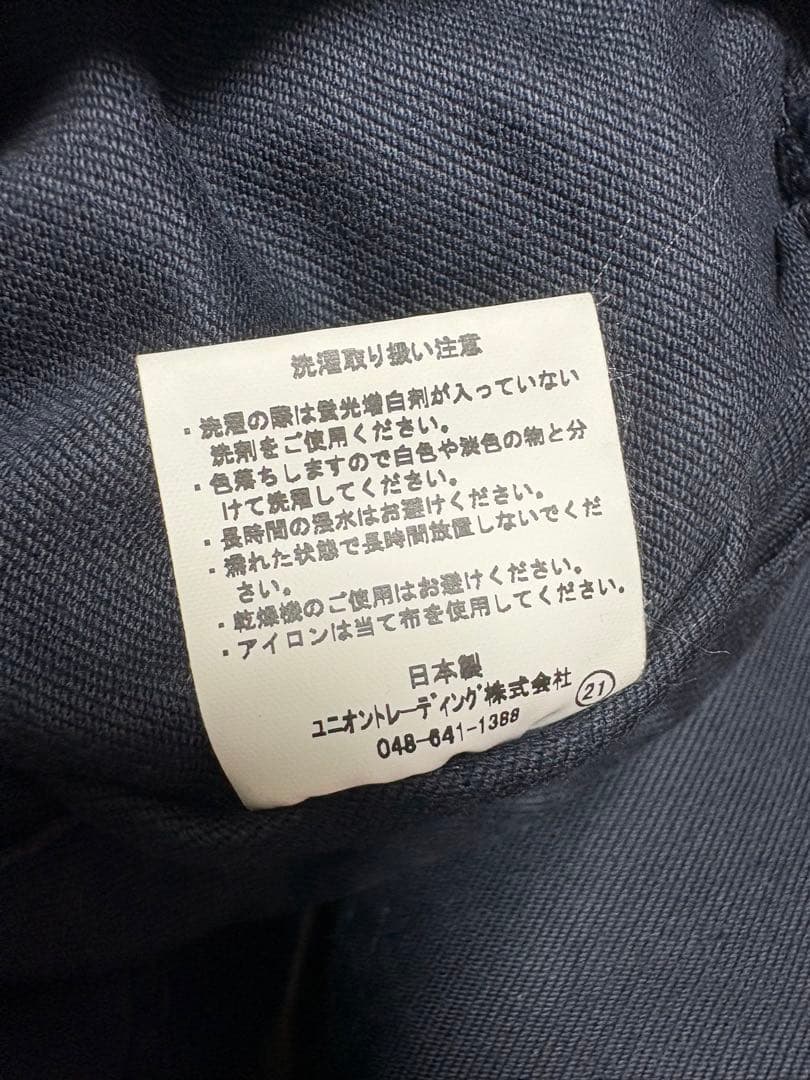 洗濯取り扱い注意
・洗濯の際は蛍光増白剤が入っていない
洗剤をご使用ください。
・色落ちしますので白色や淡色の物と分
けて洗濯してください。
・長時間の浸水はお避けください。
・濡れた状態で長時間放置しないでくだ
さい。
・乾燥機のご使用はお避けください。
・アイロンは当て布を使用してください。
日本製
ユニオントレーディング株式会社 21
048-641-1388